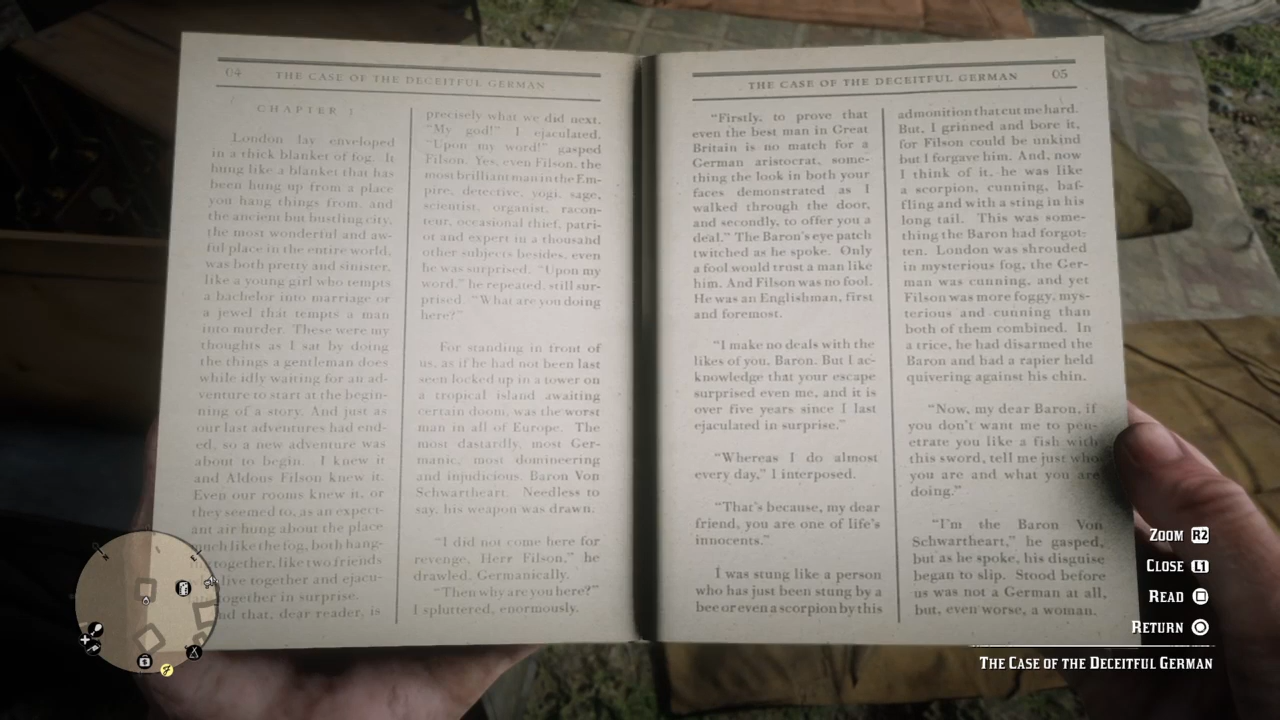 04 THE CASE OF THE DECEITFUL GERMAN
CHAPTER 1
London lay enveloped
in a thick blanket of fog. It
hung like a blanket that has
been hung up from a place
you hang things from, and
the ancient but bustling city,
the most wonderful and aw-
ful place in the entire world,
was both pretty and sinister,
like a young girl who tempts
a bachelor into marriage or
a jewel that tempts a man
into murder. These were my
thoughts as I sat by doing
the things a gentleman does
while idly waiting for an ad-
venture to start at the begin-
ning of a story. And just as
our last adventures had end-
ed, so a new adventure was
about to begin. I knew it
and Aldous Filson knew it.
Even our rooms knew it, or
they seemed to, as an expect-
ant air hung about the place
much like the fog, both hang-
together, like two friends
live together and ejacu-
together in surprise.
And that, dear reader, is
precisely what we did next.
"My god!" I ejaculated.
"Upon my word!" gasped
Filson. Yes, even Filson, the
most brilliant man in the Em-
pire, detective, yogi, sage,
scientist, organist, racon-
teur, occasional thief, patri-
ot and expert in a thousand
other subjects besides, even
he was surprised. "Upon my
word," he repeated, still sur-
prised. "What are you doing
here?"
For standing in front of
us, as if he had not been last
seen locked up in a tower on
a tropical island awaiting
certain doom, was the worst
man in all of Europe. The
most dastardly, most Ger-
manic, most domineering
and injudicious, Baron Von
Schwartheart. Needless to
say, his weapon was drawn.
"I did not come here for
revenge, Herr Filson," he
drawled, Germanically.
"Then why are you here?"
I spluttered, enormously.
THE CASE OF THE DECEITFUL GERMAN 05
"Firstly, to prove that
even the best man in Great
Britain is no match for a
German aristocrat, some-
thing the look in both your
faces demonstrated as I
walked through the door,
and secondly, to offer you a
deal." The Baron's eye patch
twitched as he spoke. Only
a fool would trust a man like
him. And Filson was no fool.
He was an Englishman, first
and foremost.
"I make no deals with the
likes of you, Baron. But I ac-
knowledge that your escape
surprised even me, and it is
over five years since I last
ejaculated in surprise."
"Whereas I do almost
every day," I interposed.
"That's because, my dear
friend, you are one of life's
innocents."
I was stung like a person
who has just been stung by a
bee or even a scorpion by this
admonition that cut me hard.
But, I grinned and bore it,
for Filson could be unkind
but I forgave him. And, now
I think of it, he was like
a scorpion, cunning, baf-
fling and with a sting in his
long tail. This was some-
thing the Baron had forgot-
ten. London was shrouded
in mysterious fog, the Ger-
man was cunning, and yet
Filson was more foggy, mys-
terious and cunning than
both of them combined. In
a trice, he had disarmed the
Baron and had a rapier held
quivering against his chin.
"Now, my dear Baron, if
you don't want me to pen-
etrate you like a fish with
this sword, tell me just who
you are and what you are
doing."
"I'm the Baron Von
Schwartheart," he gasped,
but as he spoke, his disguise
began to slip. Stood before
us was not a German at all,
but, even worse, a woman.
ZOOM R2
CLOSE L1
READ
RETURN
THE CASE OF THE DECEITFUL GERMAN